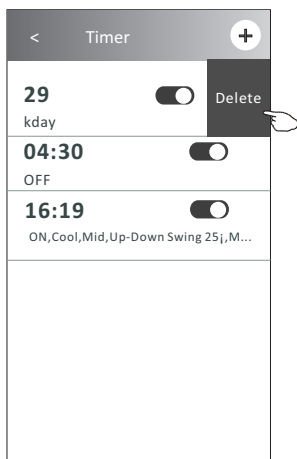 < Timer +
29
Delete
kday
04:30
OFF
16:19
ON,Cool,Mid,Up-Down Swing 25¡,M...